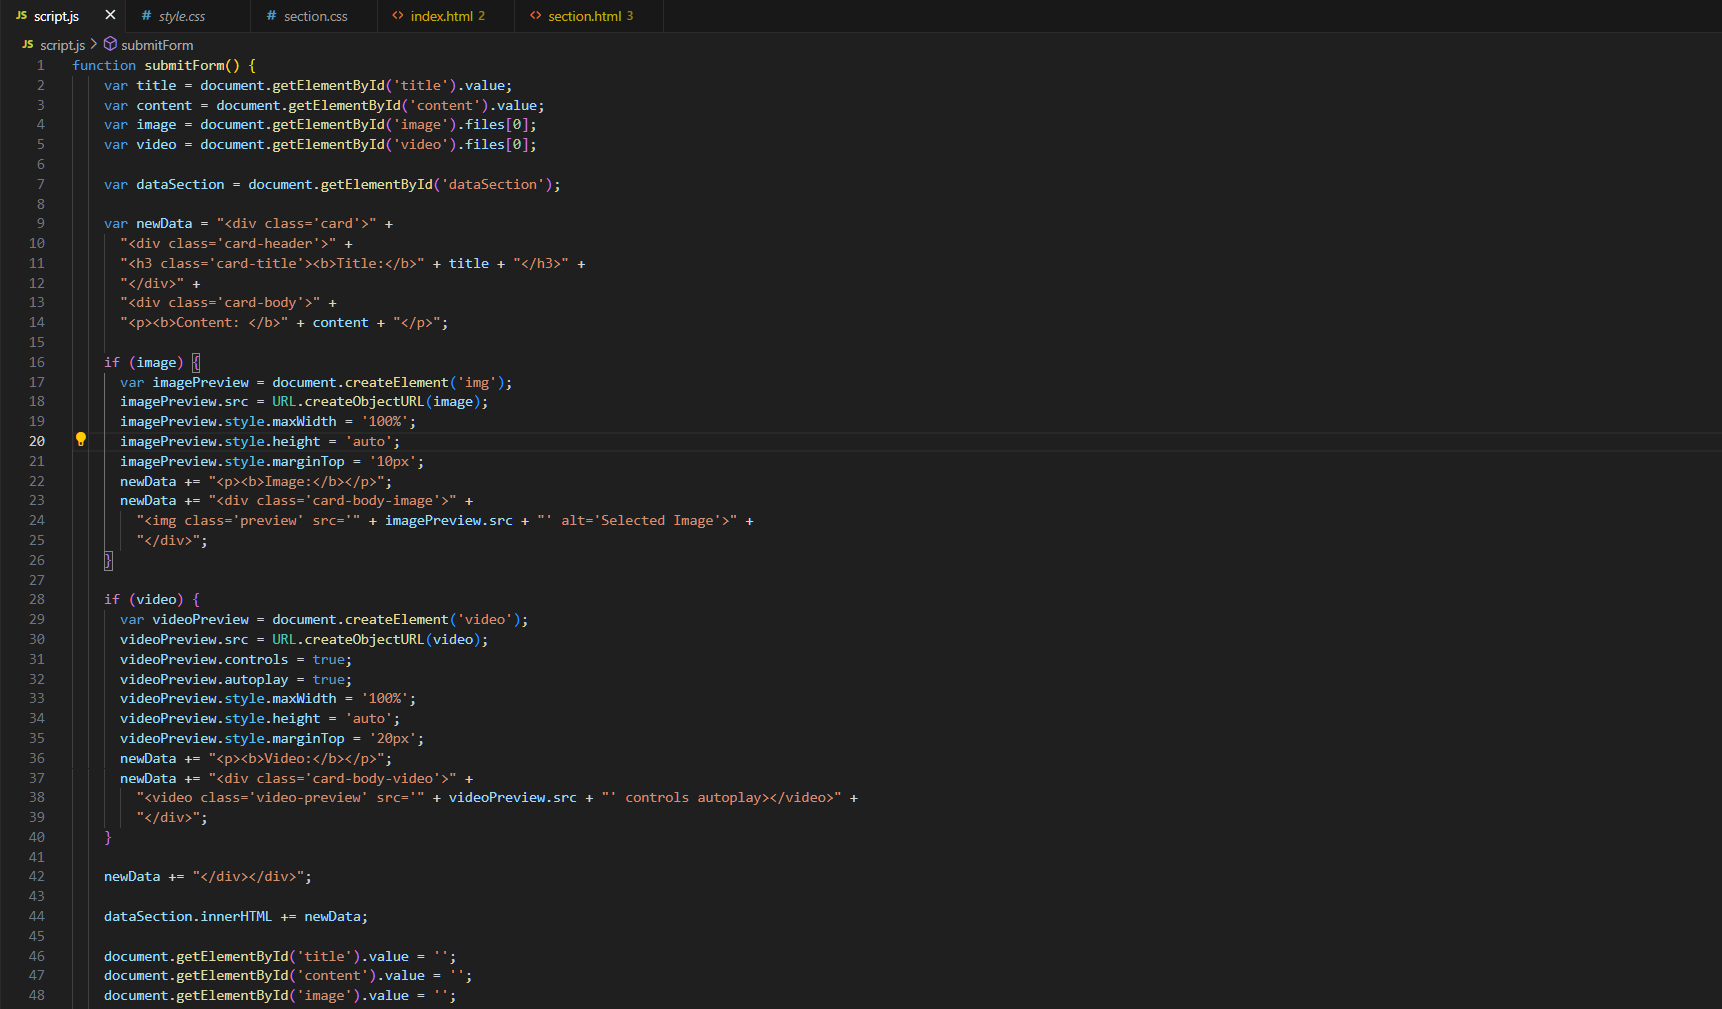 JS script.js × # style.css # section.css <> index.html 2 <> section.html 3
JS script.js > submitForm
1 function submitForm() {
2 var title = document.getElementById('title').value;
3 var content = document.getElementById('content').value;
4 var image = document.getElementById('image').files[0];
5 var video = document.getElementById('video').files[0];
6
7 var dataSection = document.getElementById('dataSection');
8
9 var newData = "<div class='card'>" +
10 "<div class='card-header'>" +
11 "<h3 class='card-title'><b>Title:</b>" + title + "</h3>" +
12 "</div>" +
13 "<div class='card-body'>" +
14 "<p><b>Content: </b>" + content + "</p>";
15
16 if (image) {
17 var imagePreview = document.createElement('img');
18 imagePreview.src = URL.createObjectURL(image);
19 imagePreview.style.maxWidth = '100%';
20 imagePreview.style.height = 'auto';
21 imagePreview.style.marginTop = '10px';
22 newData += "<p><b>Image:</b></p>";
23 newData += "<div class='card-body-image'>" +
24 "<img class='preview' src='" + imagePreview.src + "' alt='Selected Image'>" +
25 "</div>";
26 }
27
28 if (video) {
29 var videoPreview = document.createElement('video');
30 videoPreview.src = URL.createObjectURL(video);
31 videoPreview.controls = true;
32 videoPreview.autoplay = true;
33 videoPreview.style.maxWidth = '100%';
34 videoPreview.style.height = 'auto';
35 videoPreview.style.marginTop = '20px';
36 newData += "<p><b>Video:</b></p>";
37 newData += "<div class='card-body-video'>" +
38 "<video class='video-preview' src='" + videoPreview.src + "' controls autoplay></video>" +
39 "</div>";
40 }
41
42 newData += "</div></div>";
43
44 dataSection.innerHTML += newData;
45
46 document.getElementById('title').value = '';
47 document.getElementById('content').value = '';
48 document.getElementById('image').value = '';